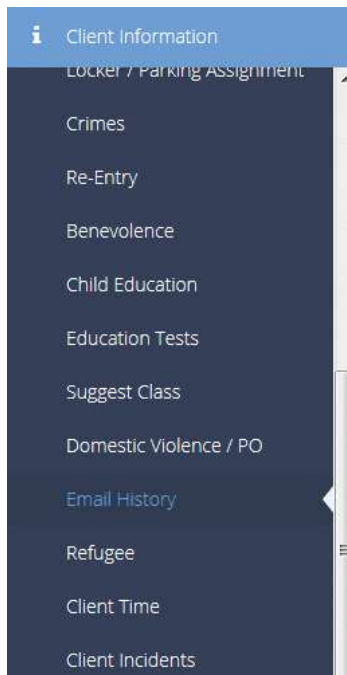 Client Information
Locker / Parking Assignment
Crimes
Re-Entry
Benevolence
Child Education
Education Tests
Suggest Class
Domestic Violence / PO
Email History
Refugee
Client Time
Client Incidents